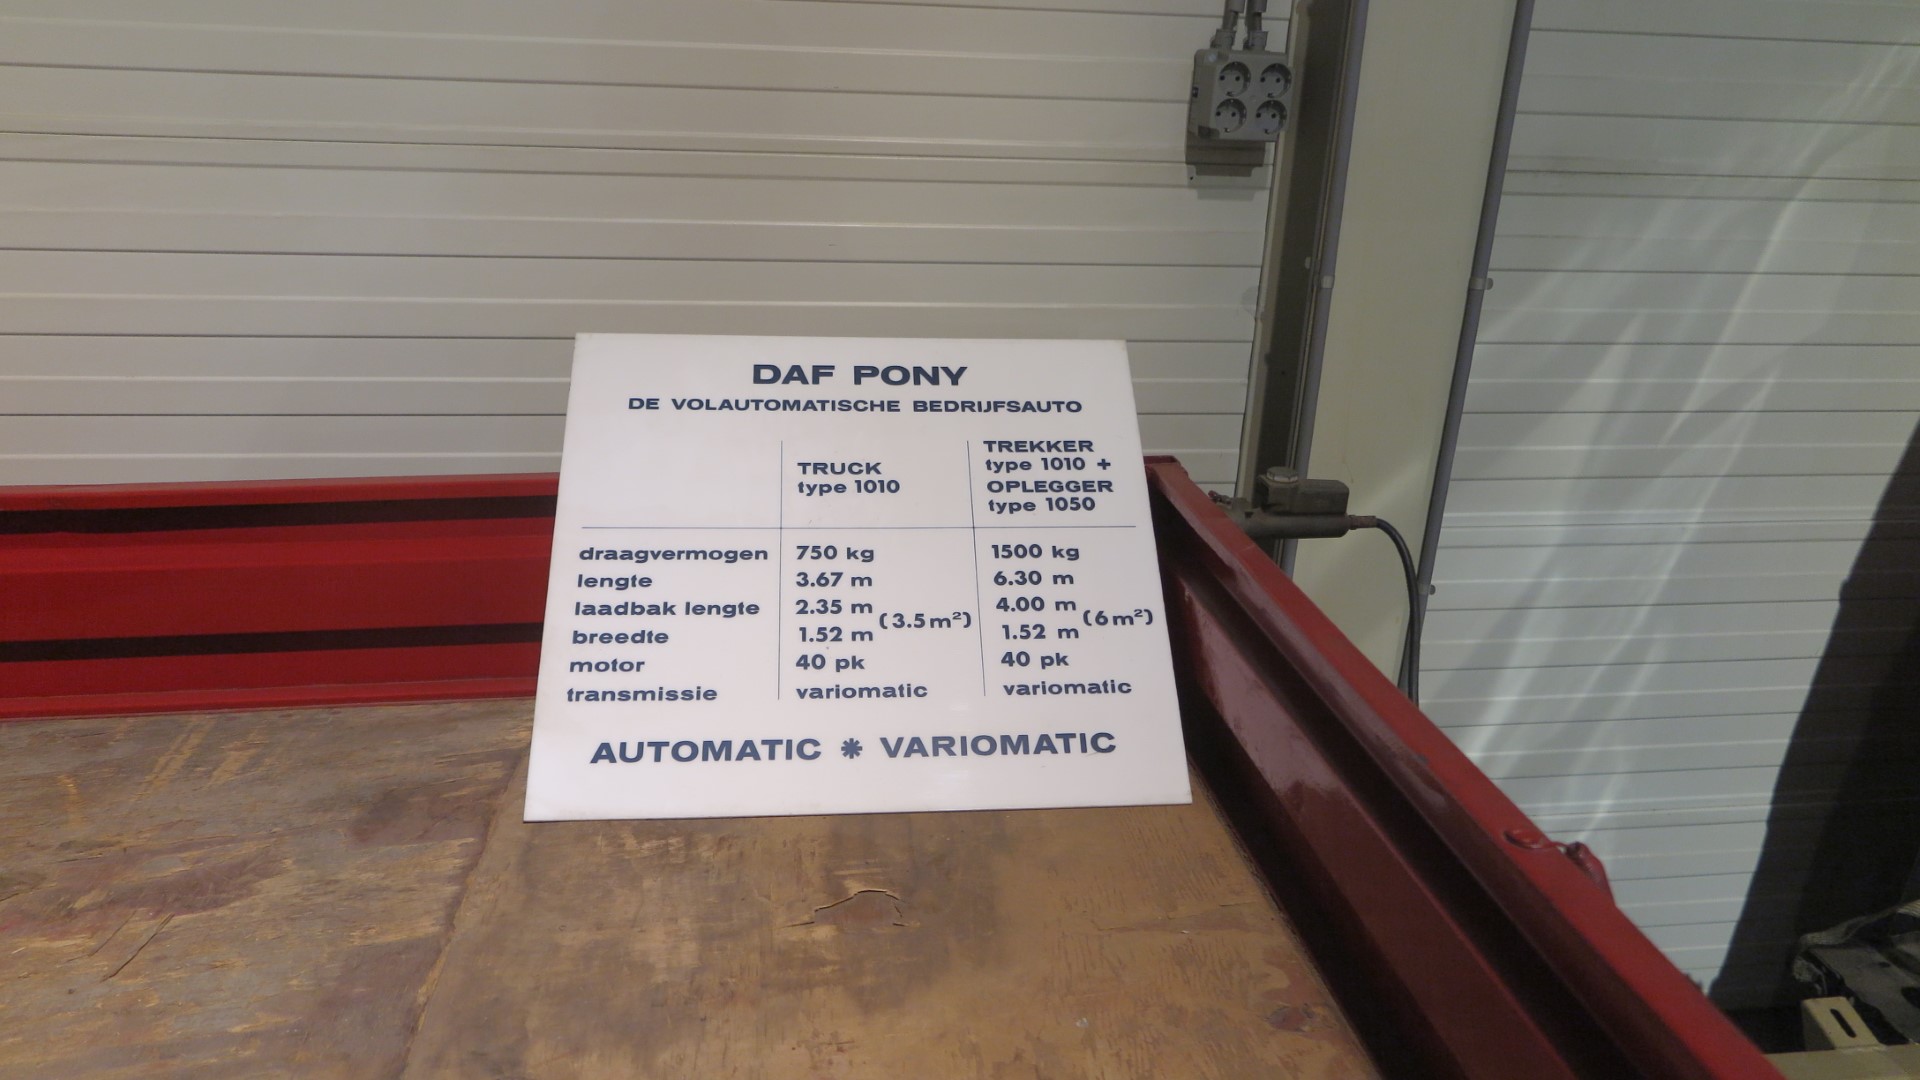 DAF PONY
DE VOLAUTOMATISCHE BEDRIJFSAUTO
TRUCK
type 1010
TREKKER
type 1010 +
OPLEGGER
type 1050
draagvermogen 750 kg 1500 kg
lengte 3.67 m 6.30 m
laadbak lengte 2.35 m 4.00 m
(3.5 m²) (6 m²)
breedte 1.52 m 1.52 m
motor 40 pk 40 pk
transmissie variomatic variomatic
AUTOMATIC * VARIOMATIC